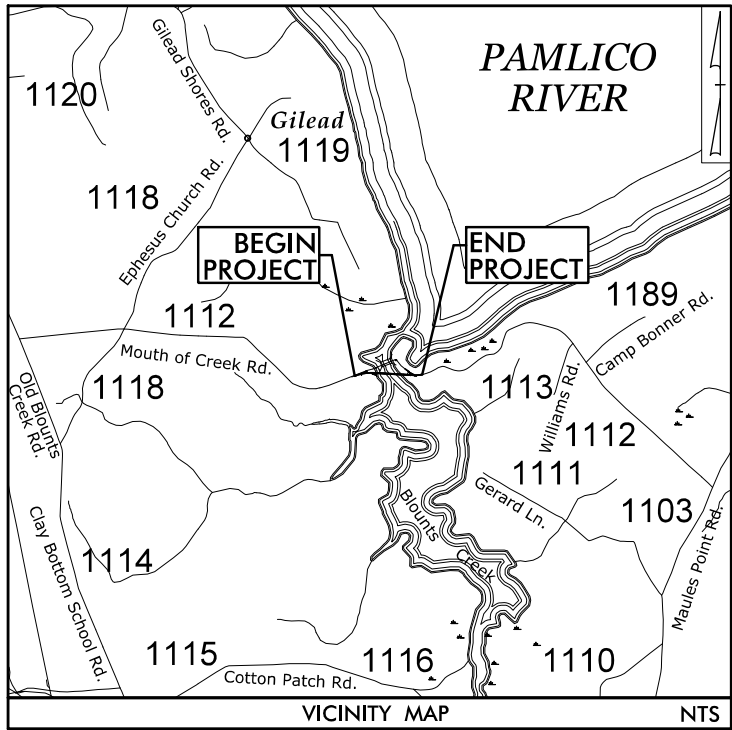 PAMLICO
RIVER
Gilead Shores Rd.
1120
Gilead
1119
1118
Ephesus Church Rd.
BEGIN
PROJECT
END
PROJECT
1189
Camp Bonner Rd.
1112
Mouth of Creek Rd.
Old Blounts
Creek Rd.
1118
1113
Williams Rd.
1112
1111
Gerard Ln.
1103
Maules Point Rd.
Blounts
Creek
Clay Bottom School Rd.
1114
1115
Cotton Patch Rd.
1116
1110
VICINITY MAP
NTS